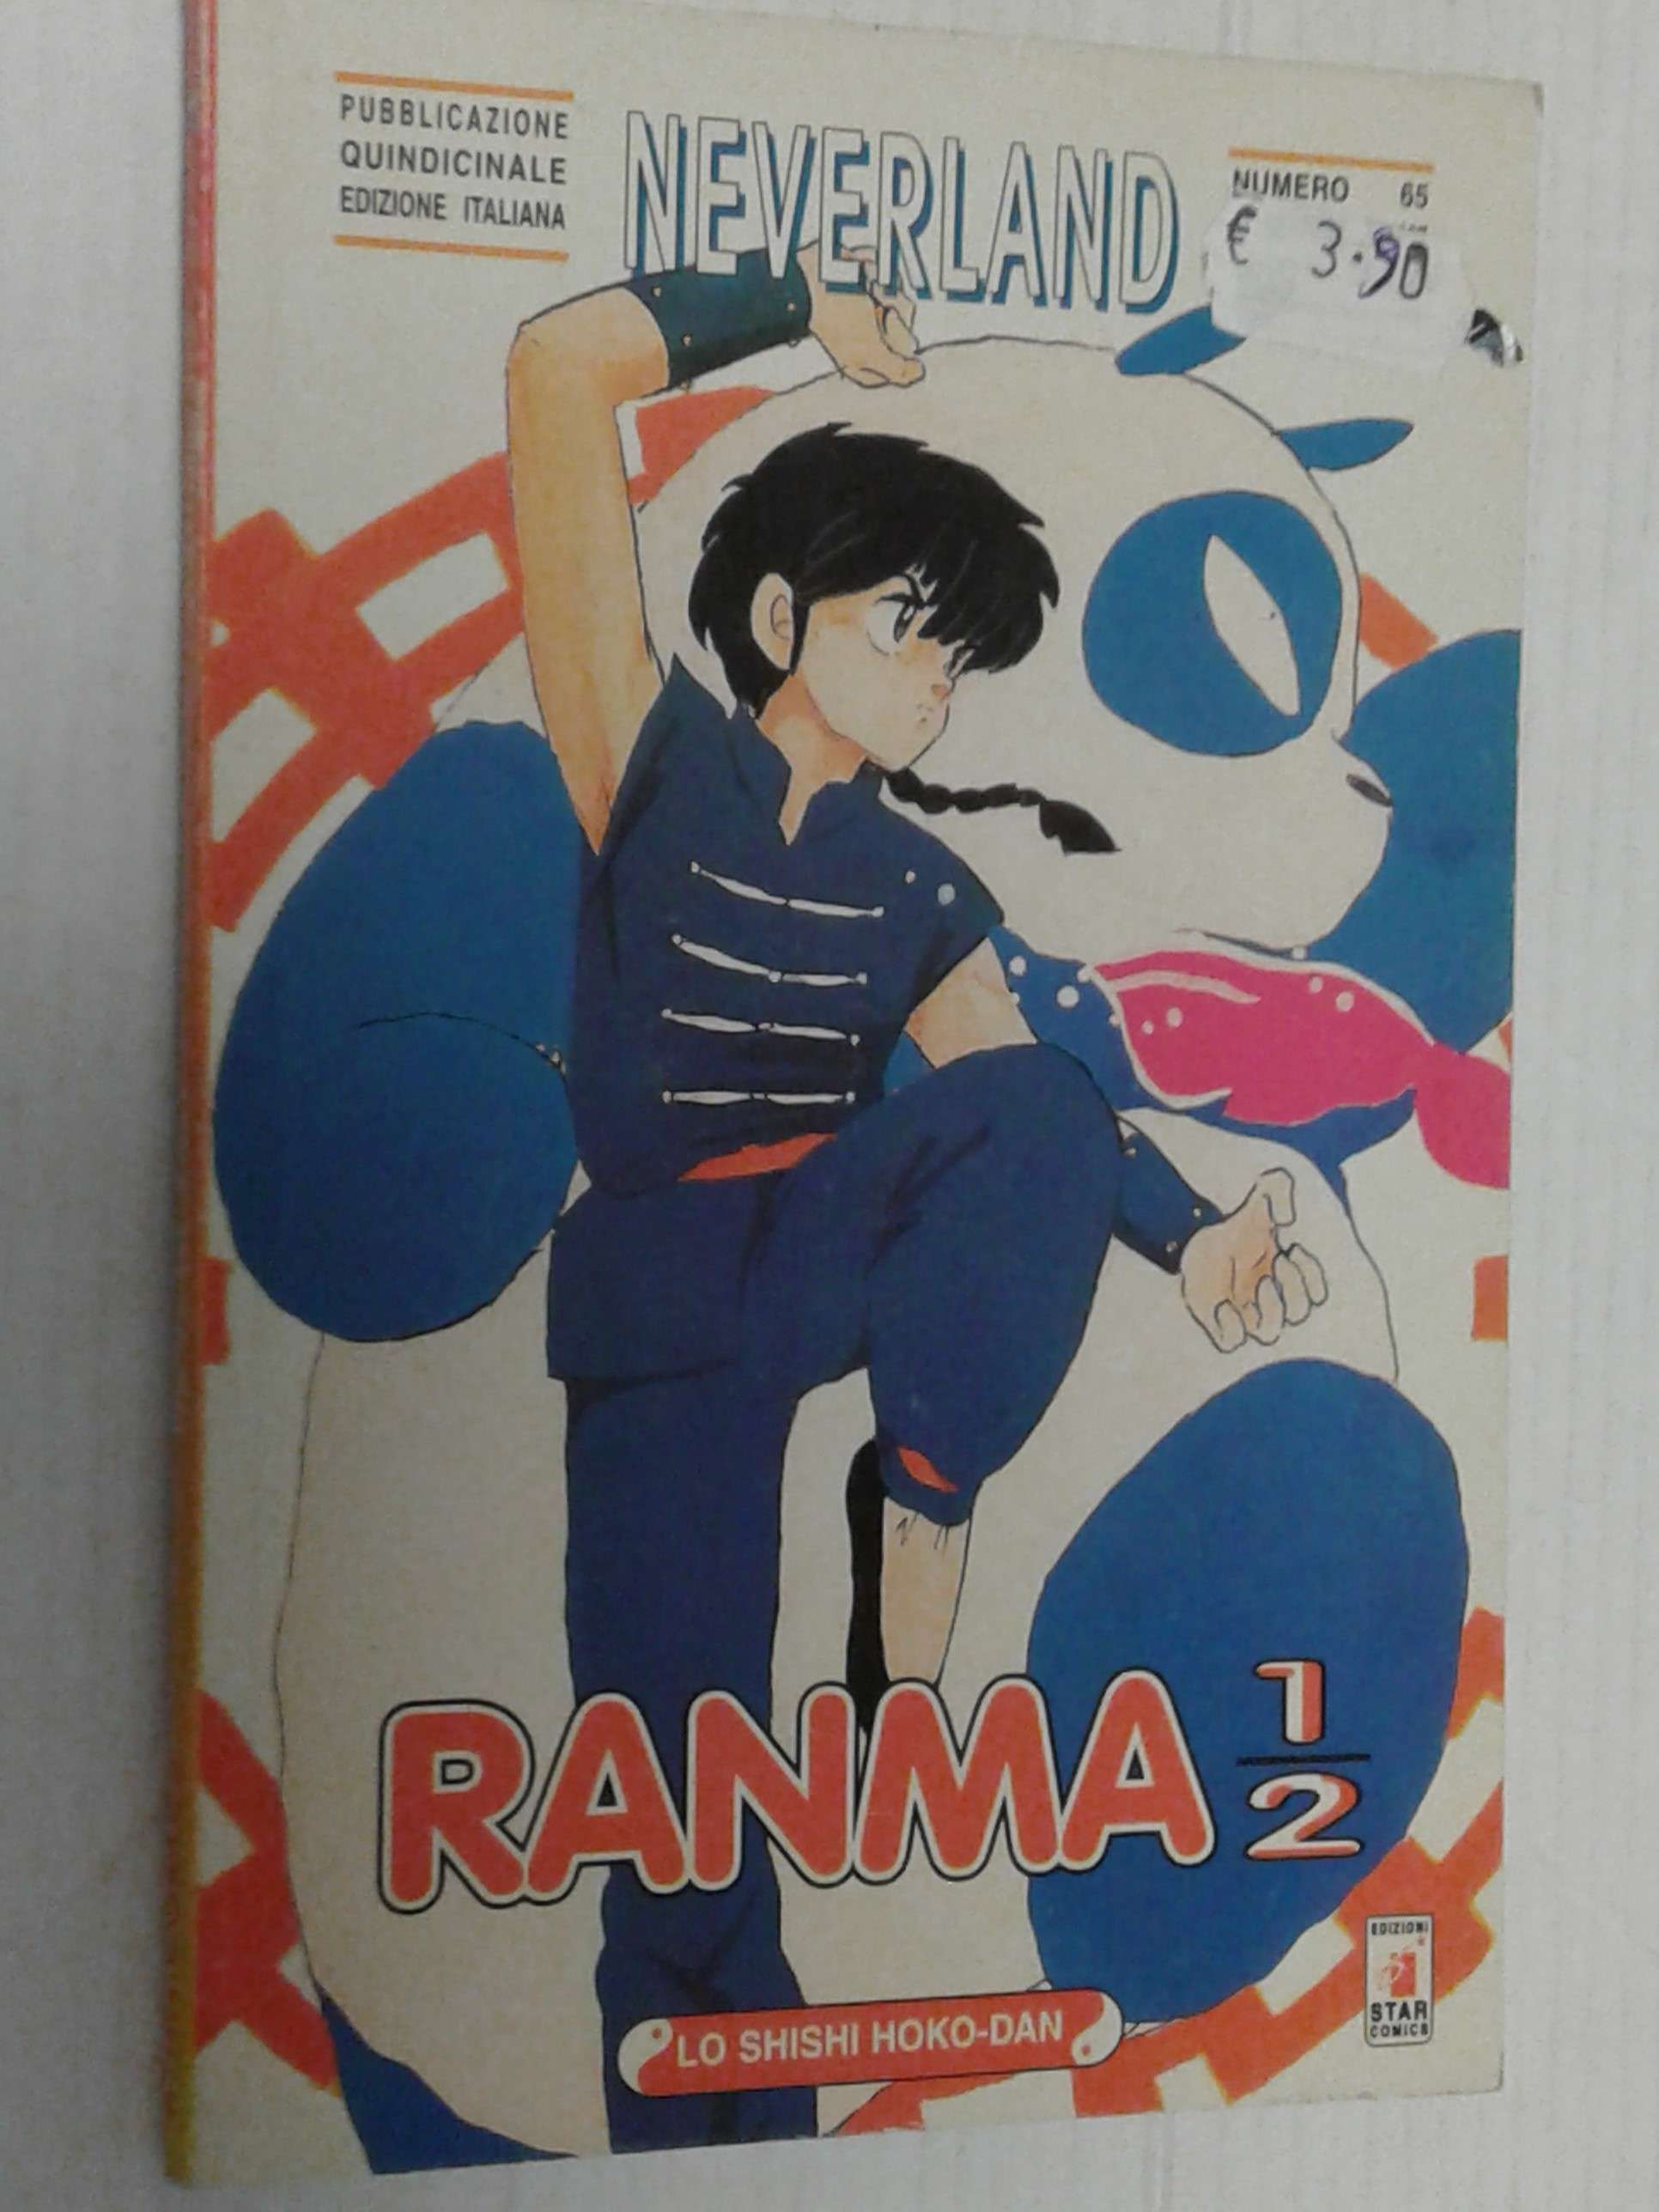 PUBBLICAZIONE
QUINDICINALE
EDIZIONE ITALIANA
NEVERLAND
NUMERO 65
€ 3.90
RANMA 1/2
LO SHISHI HOKO-DAN
EDIZIONI
STAR
COMICS